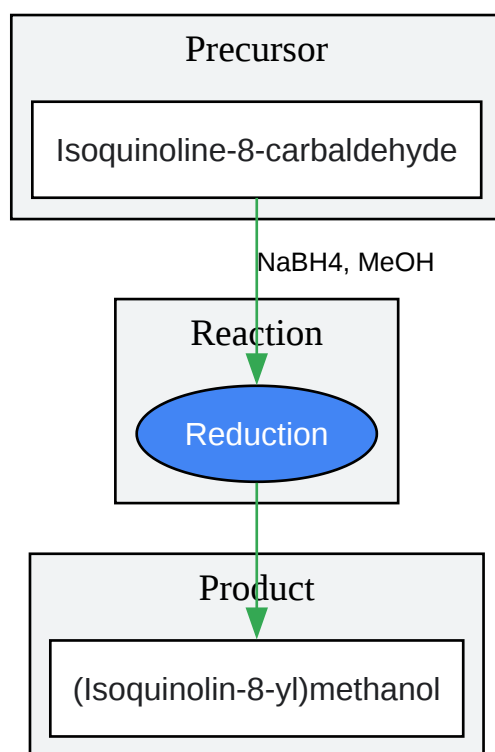 Precursor
Isoquinoline-8-carbaldehyde
NaBH4, MeOH
Reaction
Reduction
Product
(Isoquinolin-8-yl)methanol